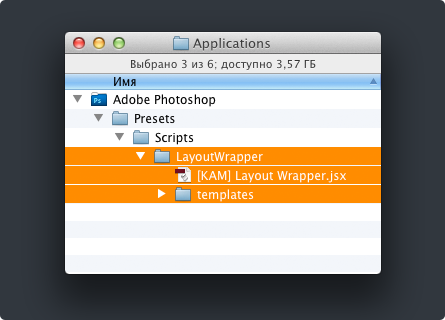 Applications
Выбрано 3 из 6; доступно 3,57 ГБ
Имя
Ps Adobe Photoshop
Presets
Scripts
LayoutWrapper
[KAM] Layout Wrapper.jsx
templates